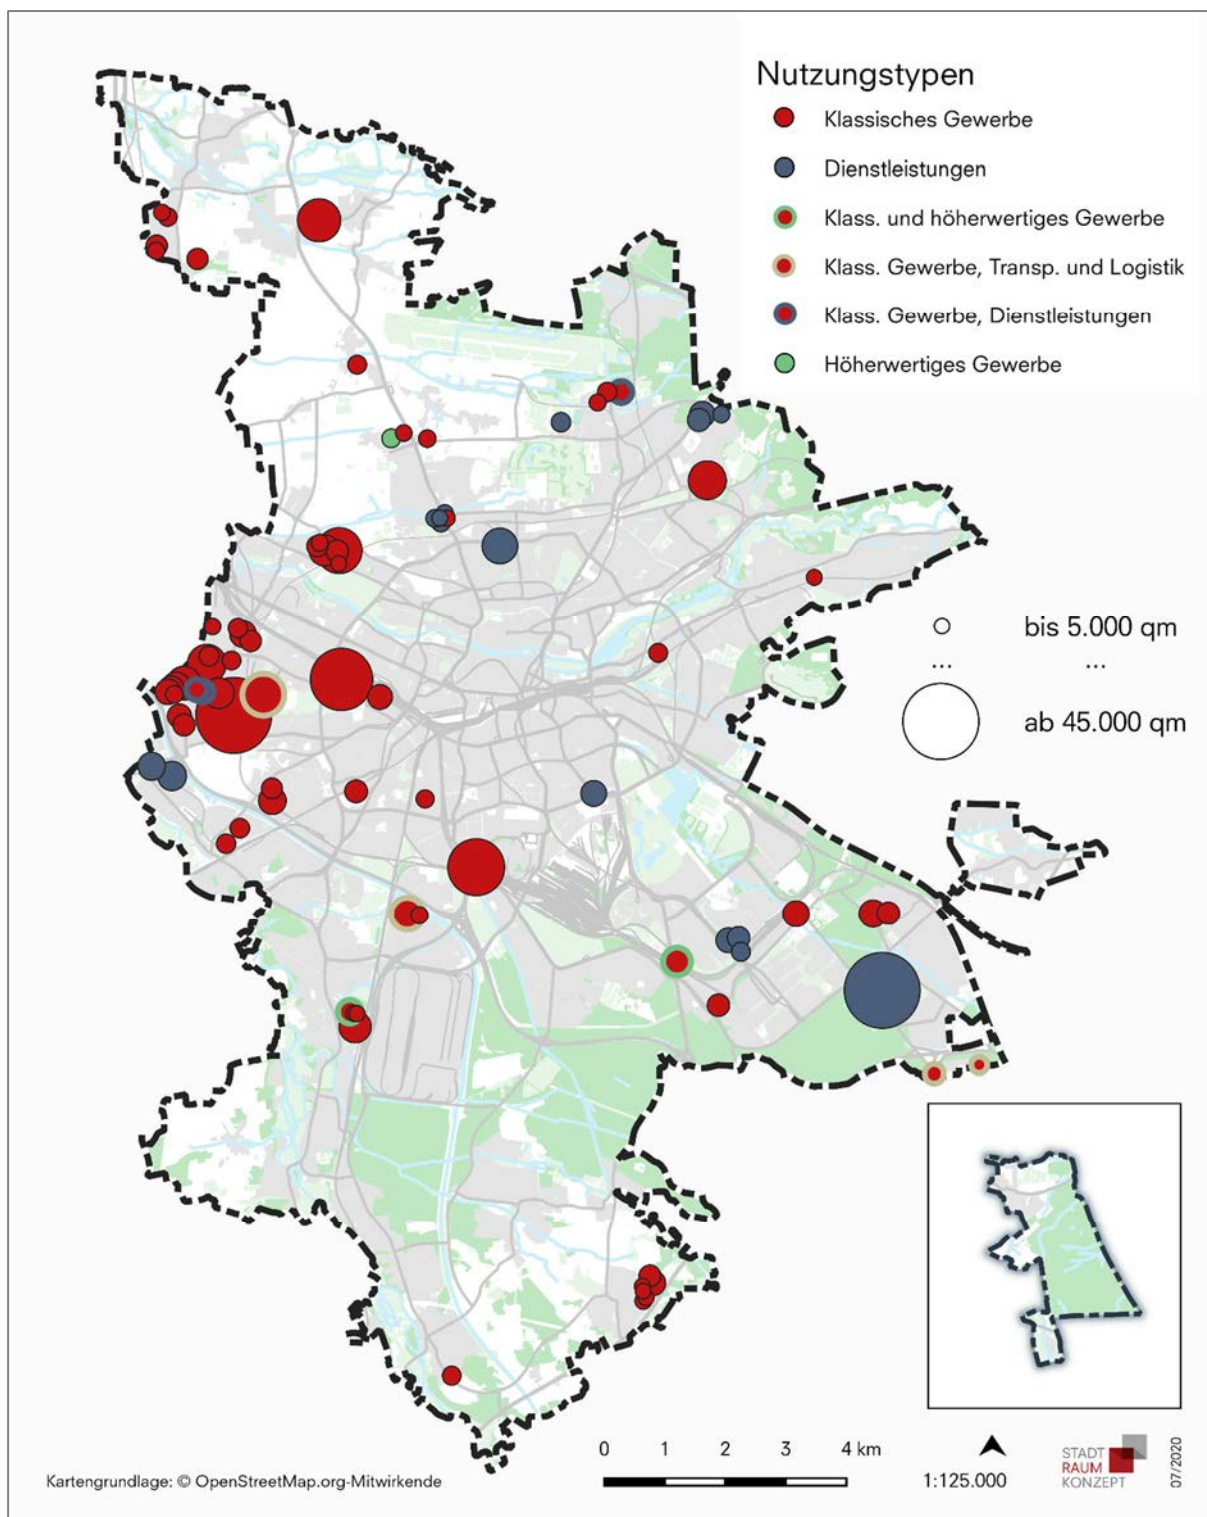 Nutzungstypen
Klassisches Gewerbe
Dienstleistungen
Klass. und höherwertiges Gewerbe
Klass. Gewerbe, Transp. und Logistik
Klass. Gewerbe, Dienstleistungen
Höherwertiges Gewerbe
bis 5.000 qm
... ...
ab 45.000 qm
0 1 2 3 4 km
1:125.000
STADT
RAUM
KONZEPT
07/2020
Kartengrundlage: © OpenStreetMap.org-Mitwirkende